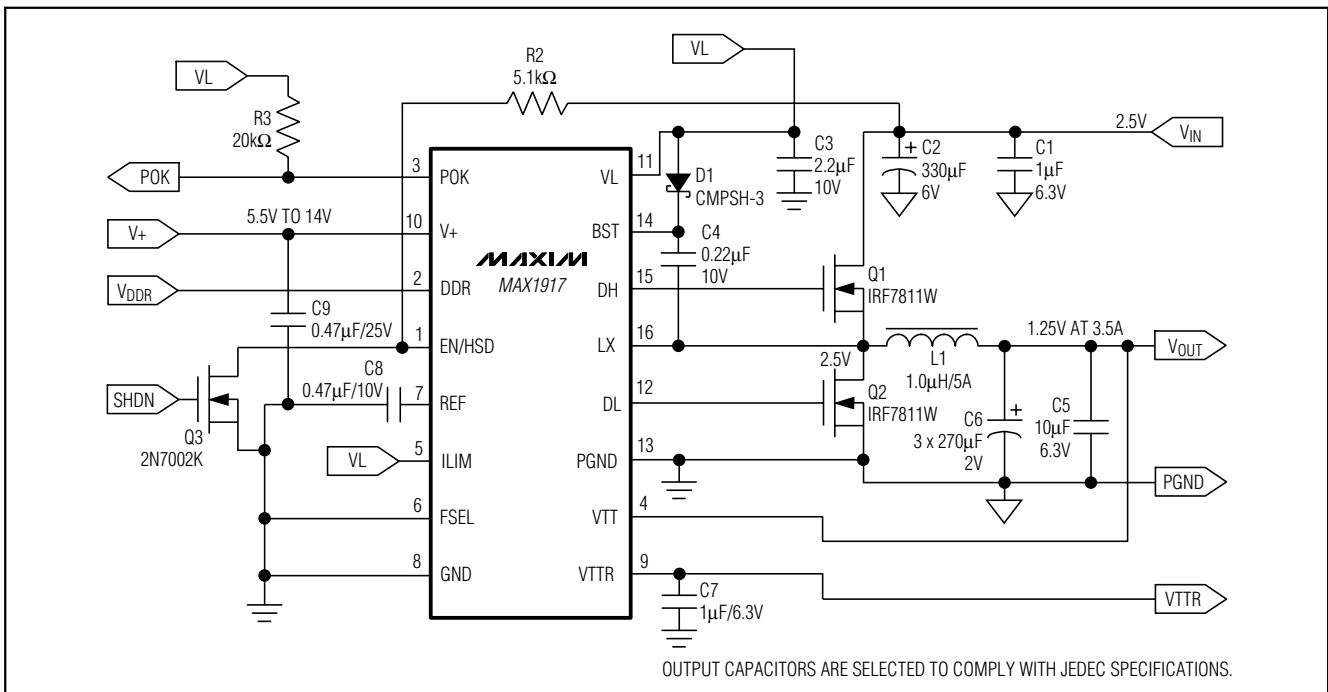 VL
R3
20kΩ
POK
R2
5.1kΩ
VL
2.5V
VIN
C3
2.2µF
10V
C2
330µF
6V
+
C1
1µF
6.3V
D1
CMPSH-3
C4
0.22µF
10V
5.5V TO 14V
V+
VDDR
C9
0.47µF/25V
C8
0.47µF/10V
SHDN
Q3
2N7002K
VL
3
10
2
1
7
5
6
8
POK
V+
DDR
EN/HSD
REF
ILIM
FSEL
GND
MAXIM
MAX1917
VL
BST
DH
LX
DL
PGND
VTT
VTTR
11
14
15
16
12
13
4
9
Q1
IRF7811W
2.5V
Q2
IRF7811W
L1
1.0µH/5A
1.25V AT 3.5A
VOUT
C6
3 x 270µF
2V
+
C5
10µF
6.3V
PGND
C7
1µF/6.3V
VTTR
OUTPUT CAPACITORS ARE SELECTED TO COMPLY WITH JEDEC SPECIFICATIONS.